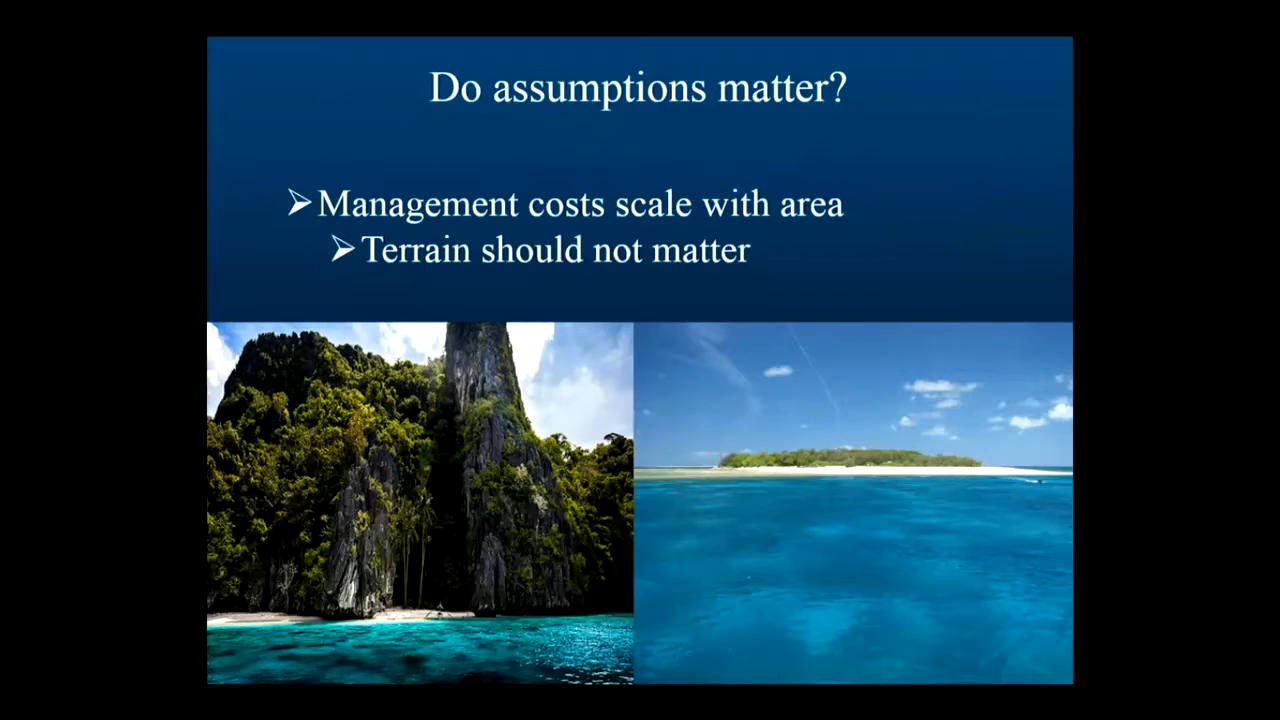 Do assumptions matter?
➢Management costs scale with area
➢Terrain should not matter